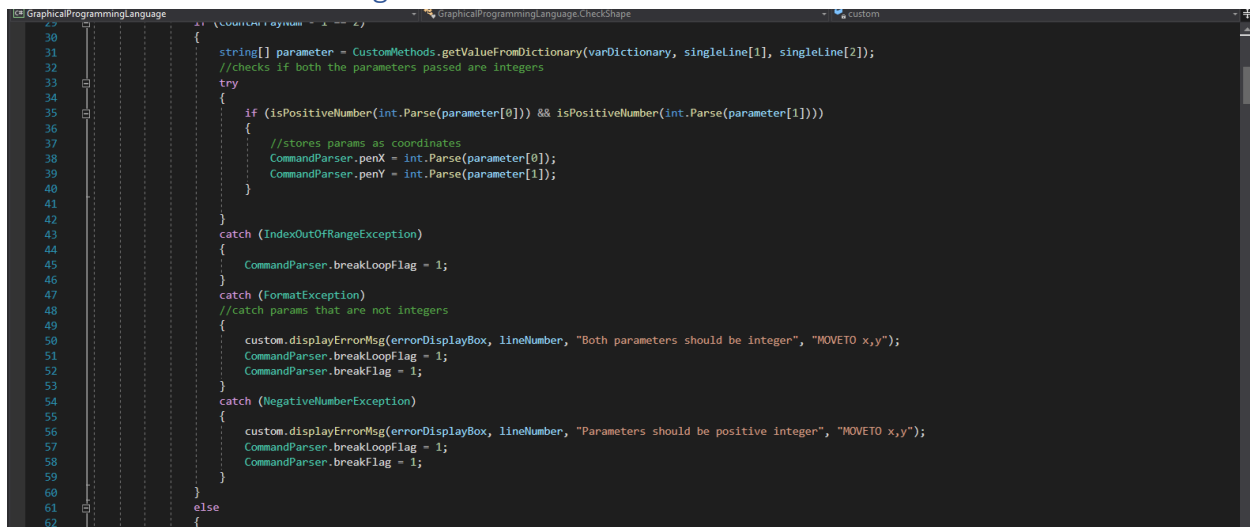 GraphicalProgrammingLanguage GraphicalProgrammingLanguage.CheckShape custom
29 if (countArrayNum - 1 == 2)
30 {
31 string[] parameter = CustomMethods.getValueFromDictionary(varDictionary, singleLine[1], singleLine[2]);
32 //checks if both the parameters passed are integers
33 try
34 {
35 if (isPositiveNumber(int.Parse(parameter[0])) && isPositiveNumber(int.Parse(parameter[1])))
36 {
37 //stores params as coordinates
38 CommandParser.penX = int.Parse(parameter[0]);
39 CommandParser.penY = int.Parse(parameter[1]);
40 }
41
42 }
43 catch (IndexOutOfRangeException)
44 {
45 CommandParser.breakLoopFlag = 1;
46 }
47 catch (FormatException)
48 //catch params that are not integers
49 {
50 custom.displayErrorMsg(errorDisplayBox, lineNumber, "Both parameters should be integer", "MOVETO x,y");
51 CommandParser.breakLoopFlag = 1;
52 CommandParser.breakFlag = 1;
53 }
54 catch (NegativeNumberException)
55 {
56 custom.displayErrorMsg(errorDisplayBox, lineNumber, "Parameters should be positive integer", "MOVETO x,y");
57 CommandParser.breakLoopFlag = 1;
58 CommandParser.breakFlag = 1;
59 }
60 }
61 else
62 {